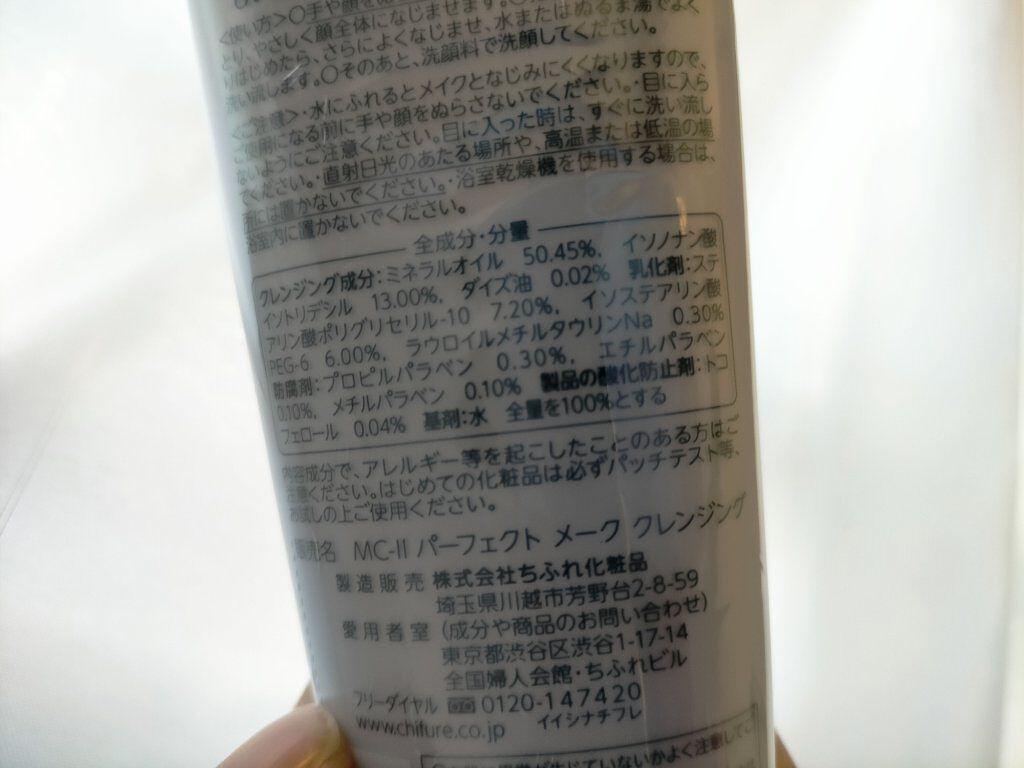 く使い方>○手や顔をぬ
とり、やさしく顔全体になじませます。
りはじめたら、さらによくなじませ、水またはぬるま湯でよく
洗い流します。○そのあと、洗顔料で洗顔してください。
<ご注意>・水にふれるとメイクとなじみにくくなりますので、
ご使用になる前に手や顔をぬらさないでください。・目に入ら
ないようにご注意ください。目に入った時は、すぐに洗い流し
てください。・直射日光のあたる場所や、高温または低温の場
所には置かないでください。・浴室乾燥機を使用する場合は、
浴室内に置かないでください。
全成分・分量
クレンジング成分:ミネラルオイル 50.45%, イソノナン酸
イソトリデシル 13.00%, ダイズ油 0.02% 乳化剤:ステ
アリン酸ポリグリセリル-10 7.20%, イソステアリン酸
PEG-6 6.00%, ラウロイルメチルタウリンNa 0.30%
防腐剤:プロピルパラベン 0.30%, エチルパラベン
0.10%, メチルパラベン 0.10% 製品の酸化防止剤:トコ
フェロール 0.04% 基剤:水 全量を100%とする
内容成分で、アレルギー等を起こしたことのある方はご
注意ください。はじめての化粧品は必ずパッチテスト等、
お試しの上ご使用ください。
販売名 MC-II パーフェクト メーク クレンジング
製造販売 株式会社ちふれ化粧品
埼玉県川越市芳野台2-8-59
愛用者室 (成分や商品のお問い合わせ)
東京都渋谷区渋谷1-17-14
全国婦人会館・ちふれビル
フリーダイヤル 0120-147420
www.chifure.co.jp イイシナチフレ
が生じていないかよく注意してご